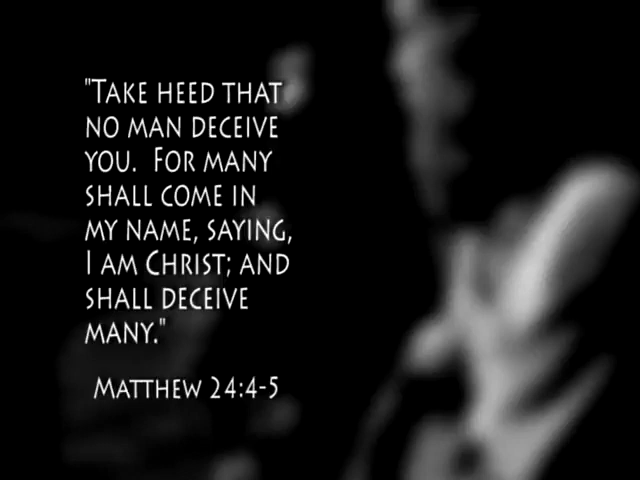 "Take heed that
no man deceive
you.  For many
shall come in
my name, saying,
I am Christ; and
shall deceive
many."
Matthew 24:4-5